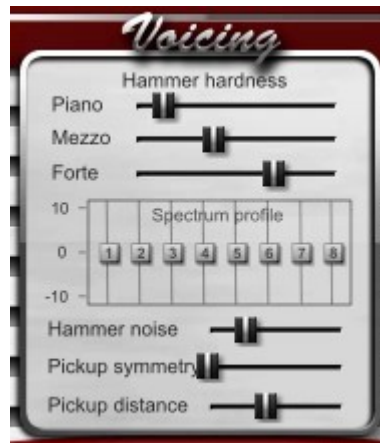 Voicing
Hammer hardness
Piano
Mezzo
Forte
10
Spectrum profile
0
1 2 3 4 5 6 7 8
-10
Hammer noise
Pickup symmetry
Pickup distance